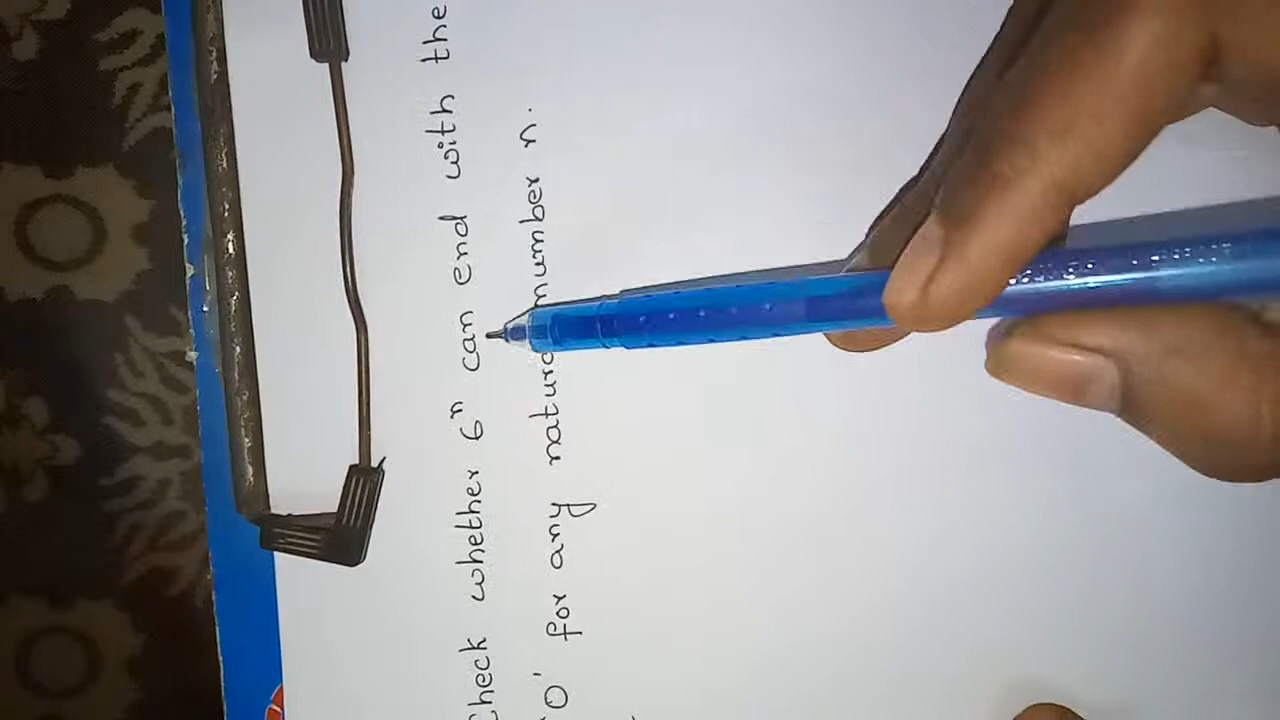 Check whether 6ⁿ can end with the
'0' for any natural number n.